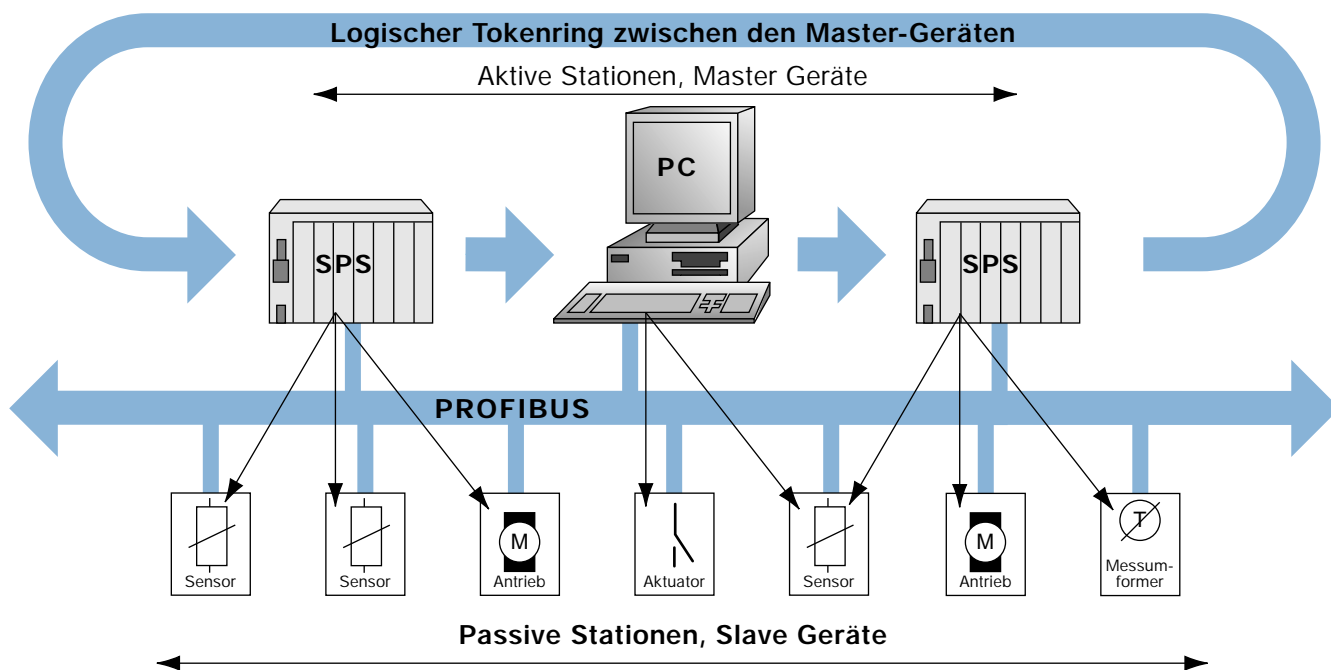 Logischer Tokenring zwischen den Master-Geräten
Aktive Stationen, Master Geräte
PC
SPS
SPS
PROFIBUS
M
M
T
Sensor
Sensor
Antrieb
Aktuator
Sensor
Antrieb
Messum-
former
Passive Stationen, Slave Geräte